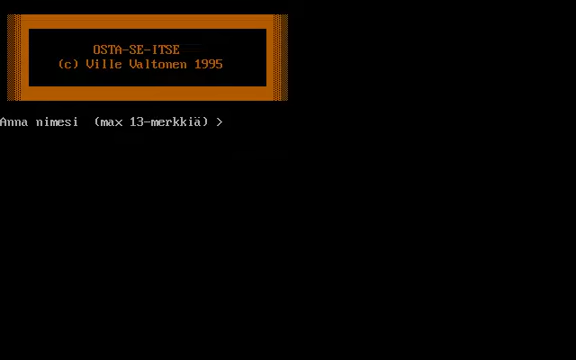 OSTA-SE-ITSE
(c) Ville Valtonen 1995
Anna nimesi  (max 13-merkkiä) >